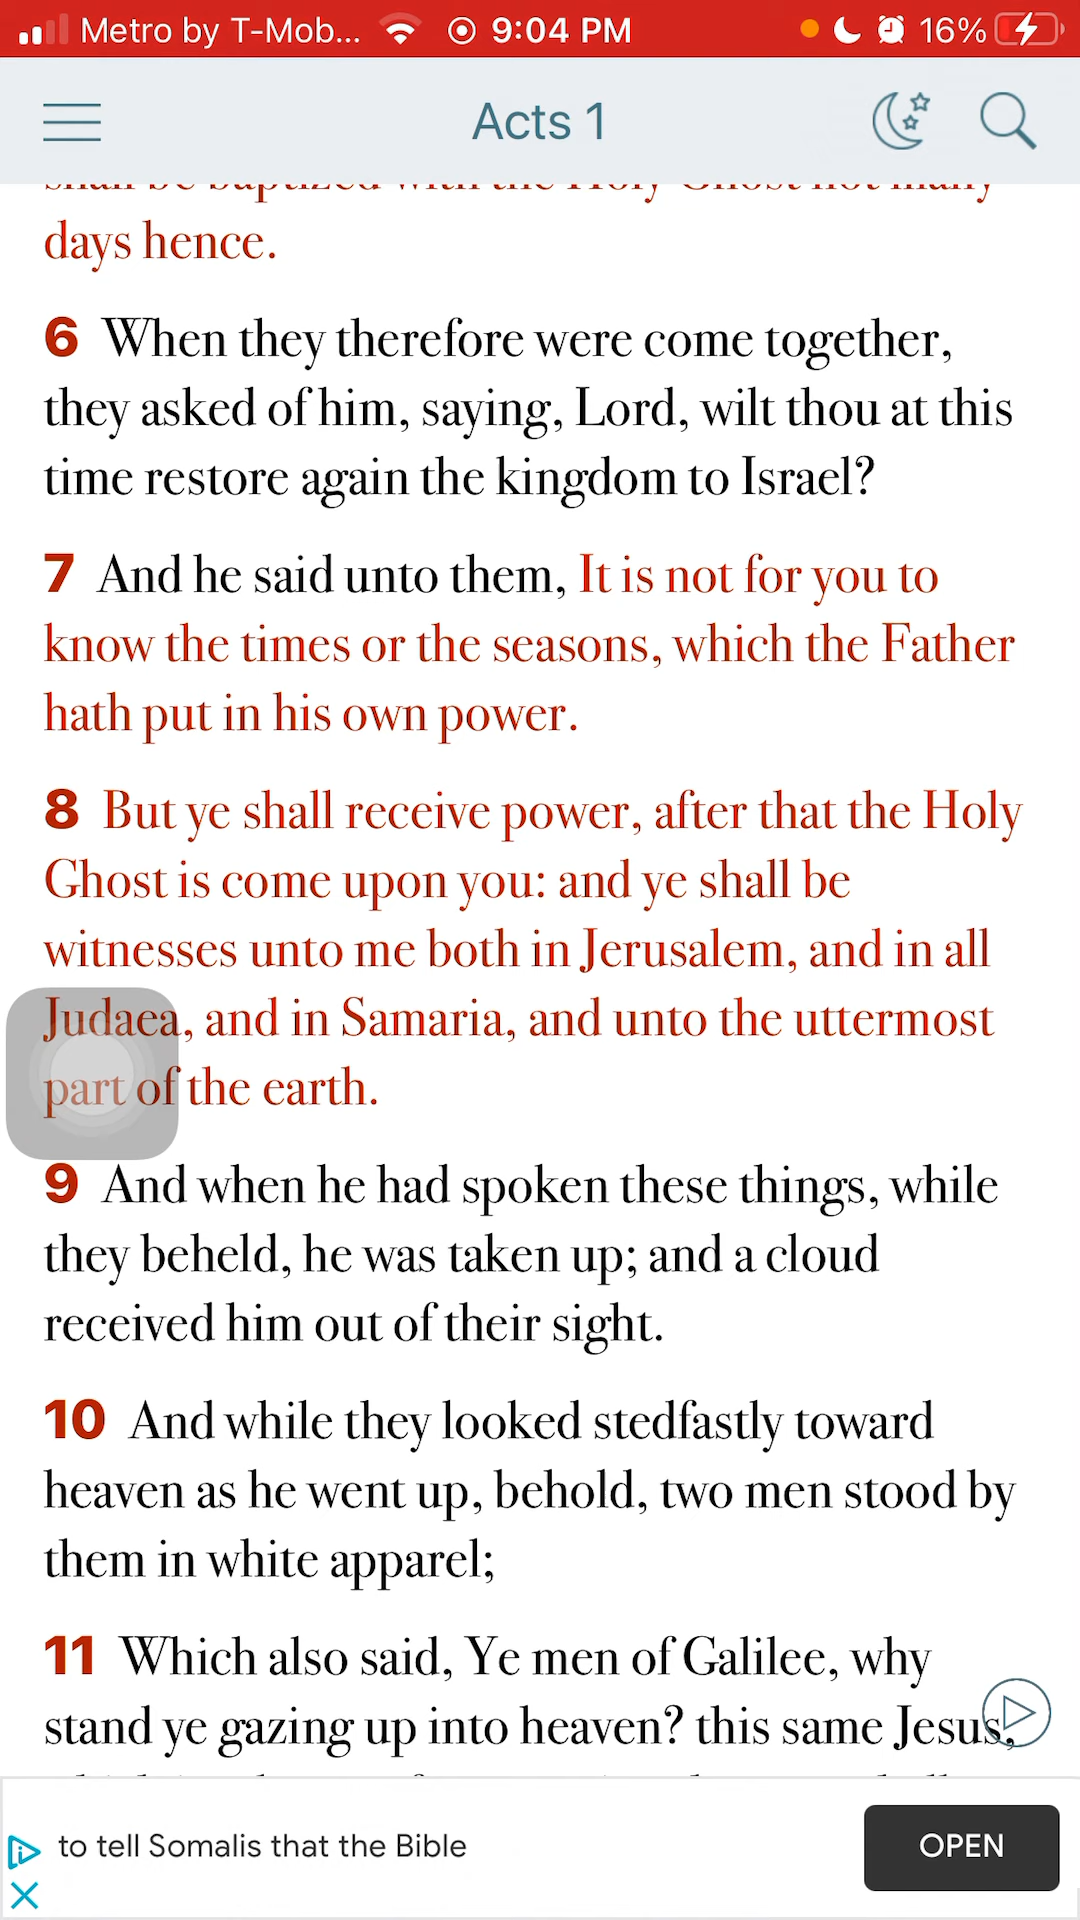 Metro by T-Mob... 9:04 PM 16%
Acts 1
shall be baptized with the Holy Ghost not many
days hence.
6 When they therefore were come together,
they asked of him, saying, Lord, wilt thou at this
time restore again the kingdom to Israel?
7 And he said unto them, It is not for you to
know the times or the seasons, which the Father
hath put in his own power.
8 But ye shall receive power, after that the Holy
Ghost is come upon you: and ye shall be
witnesses unto me both in Jerusalem, and in all
Judaea, and in Samaria, and unto the uttermost
part of the earth.
9 And when he had spoken these things, while
they beheld, he was taken up; and a cloud
received him out of their sight.
10 And while they looked stedfastly toward
heaven as he went up, behold, two men stood by
them in white apparel;
11 Which also said, Ye men of Galilee, why
stand ye gazing up into heaven? this same Jesus,
to tell Somalis that the Bible
OPEN